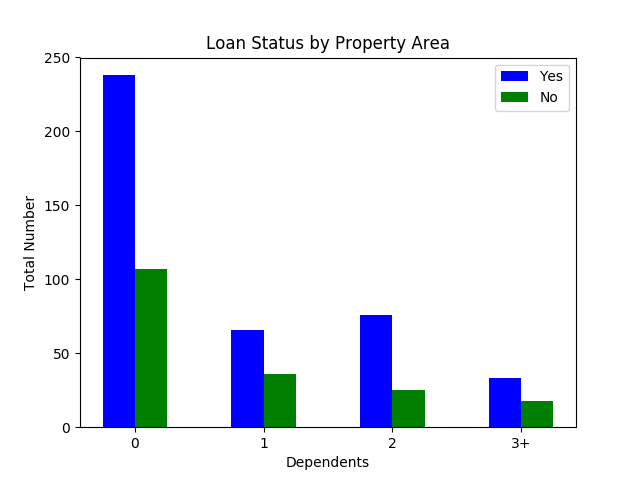 Loan Status by Property Area
Yes
No
250
200
150
100
50
0
Total Number
0 1 2 3+
Dependents